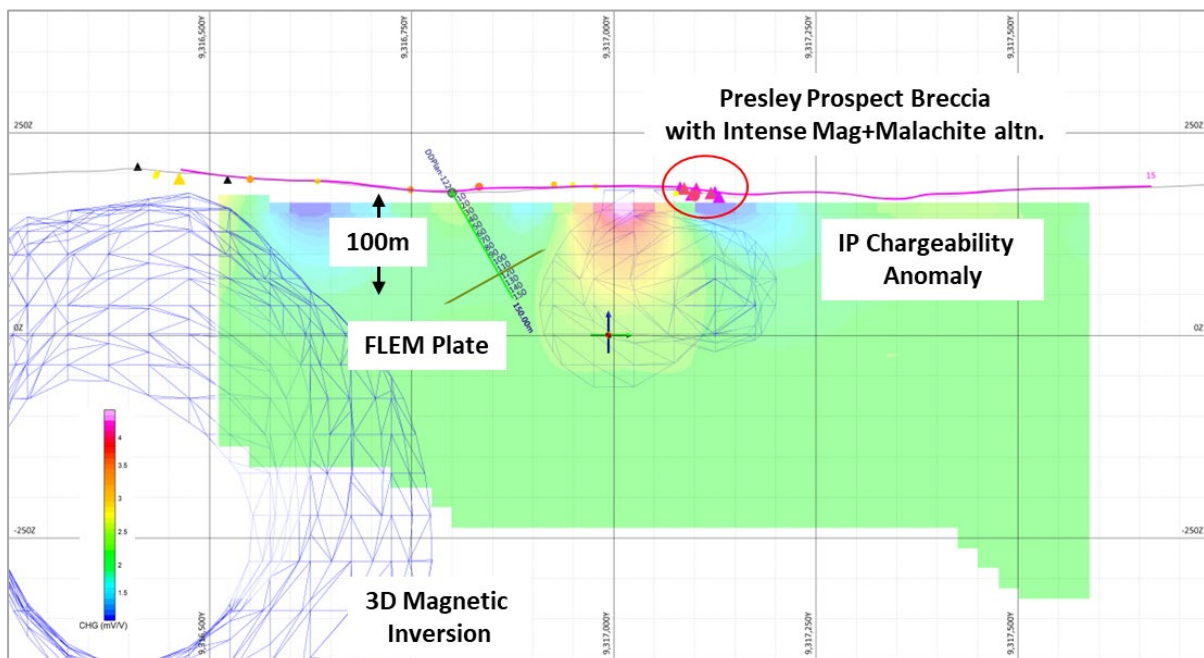 9,316,500Y
9,316,750Y
9,317,000Y
9,317,250Y
9,317,500Y
Presley Prospect Breccia
with Intense Mag+Malachite altn.
250Z
250Z
15
100m
IP Chargeability
Anomaly
150.00m
0Z
0Z
FLEM Plate
4
3.5
3
2.5
2
1.5
CHG (mV/V)
-250Z
-250Z
3D Magnetic
Inversion
9,316,500Y
9,316,750Y
9,317,000Y
9,317,250Y
9,317,500Y